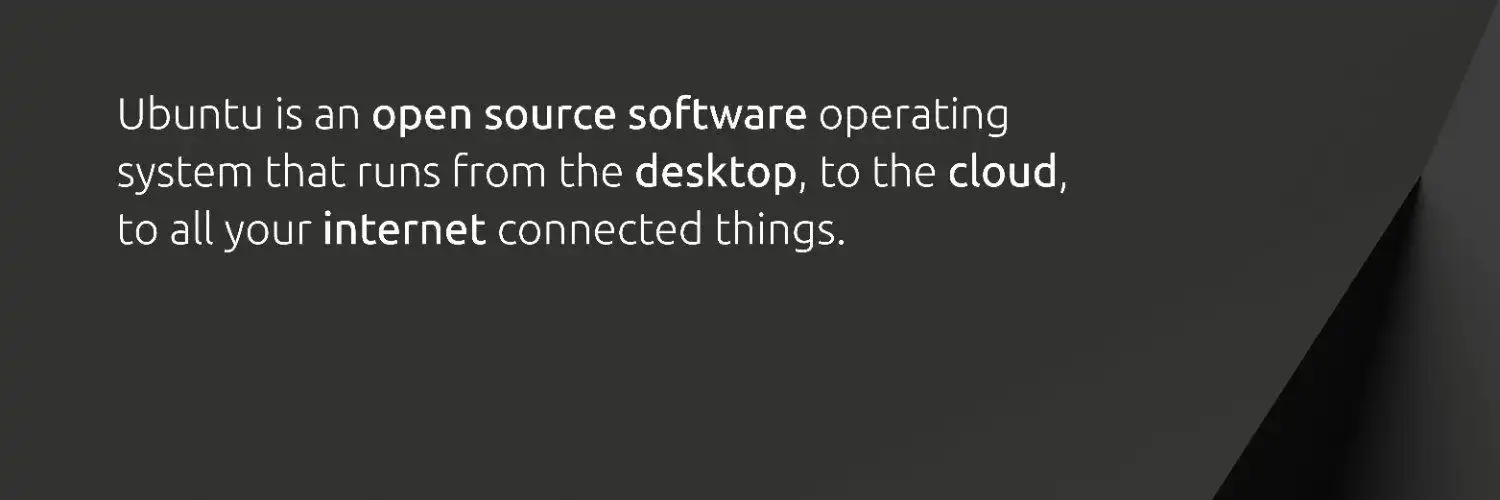 Ubuntu is an open source software operating
system that runs from the desktop, to the cloud,
to all your internet connected things.